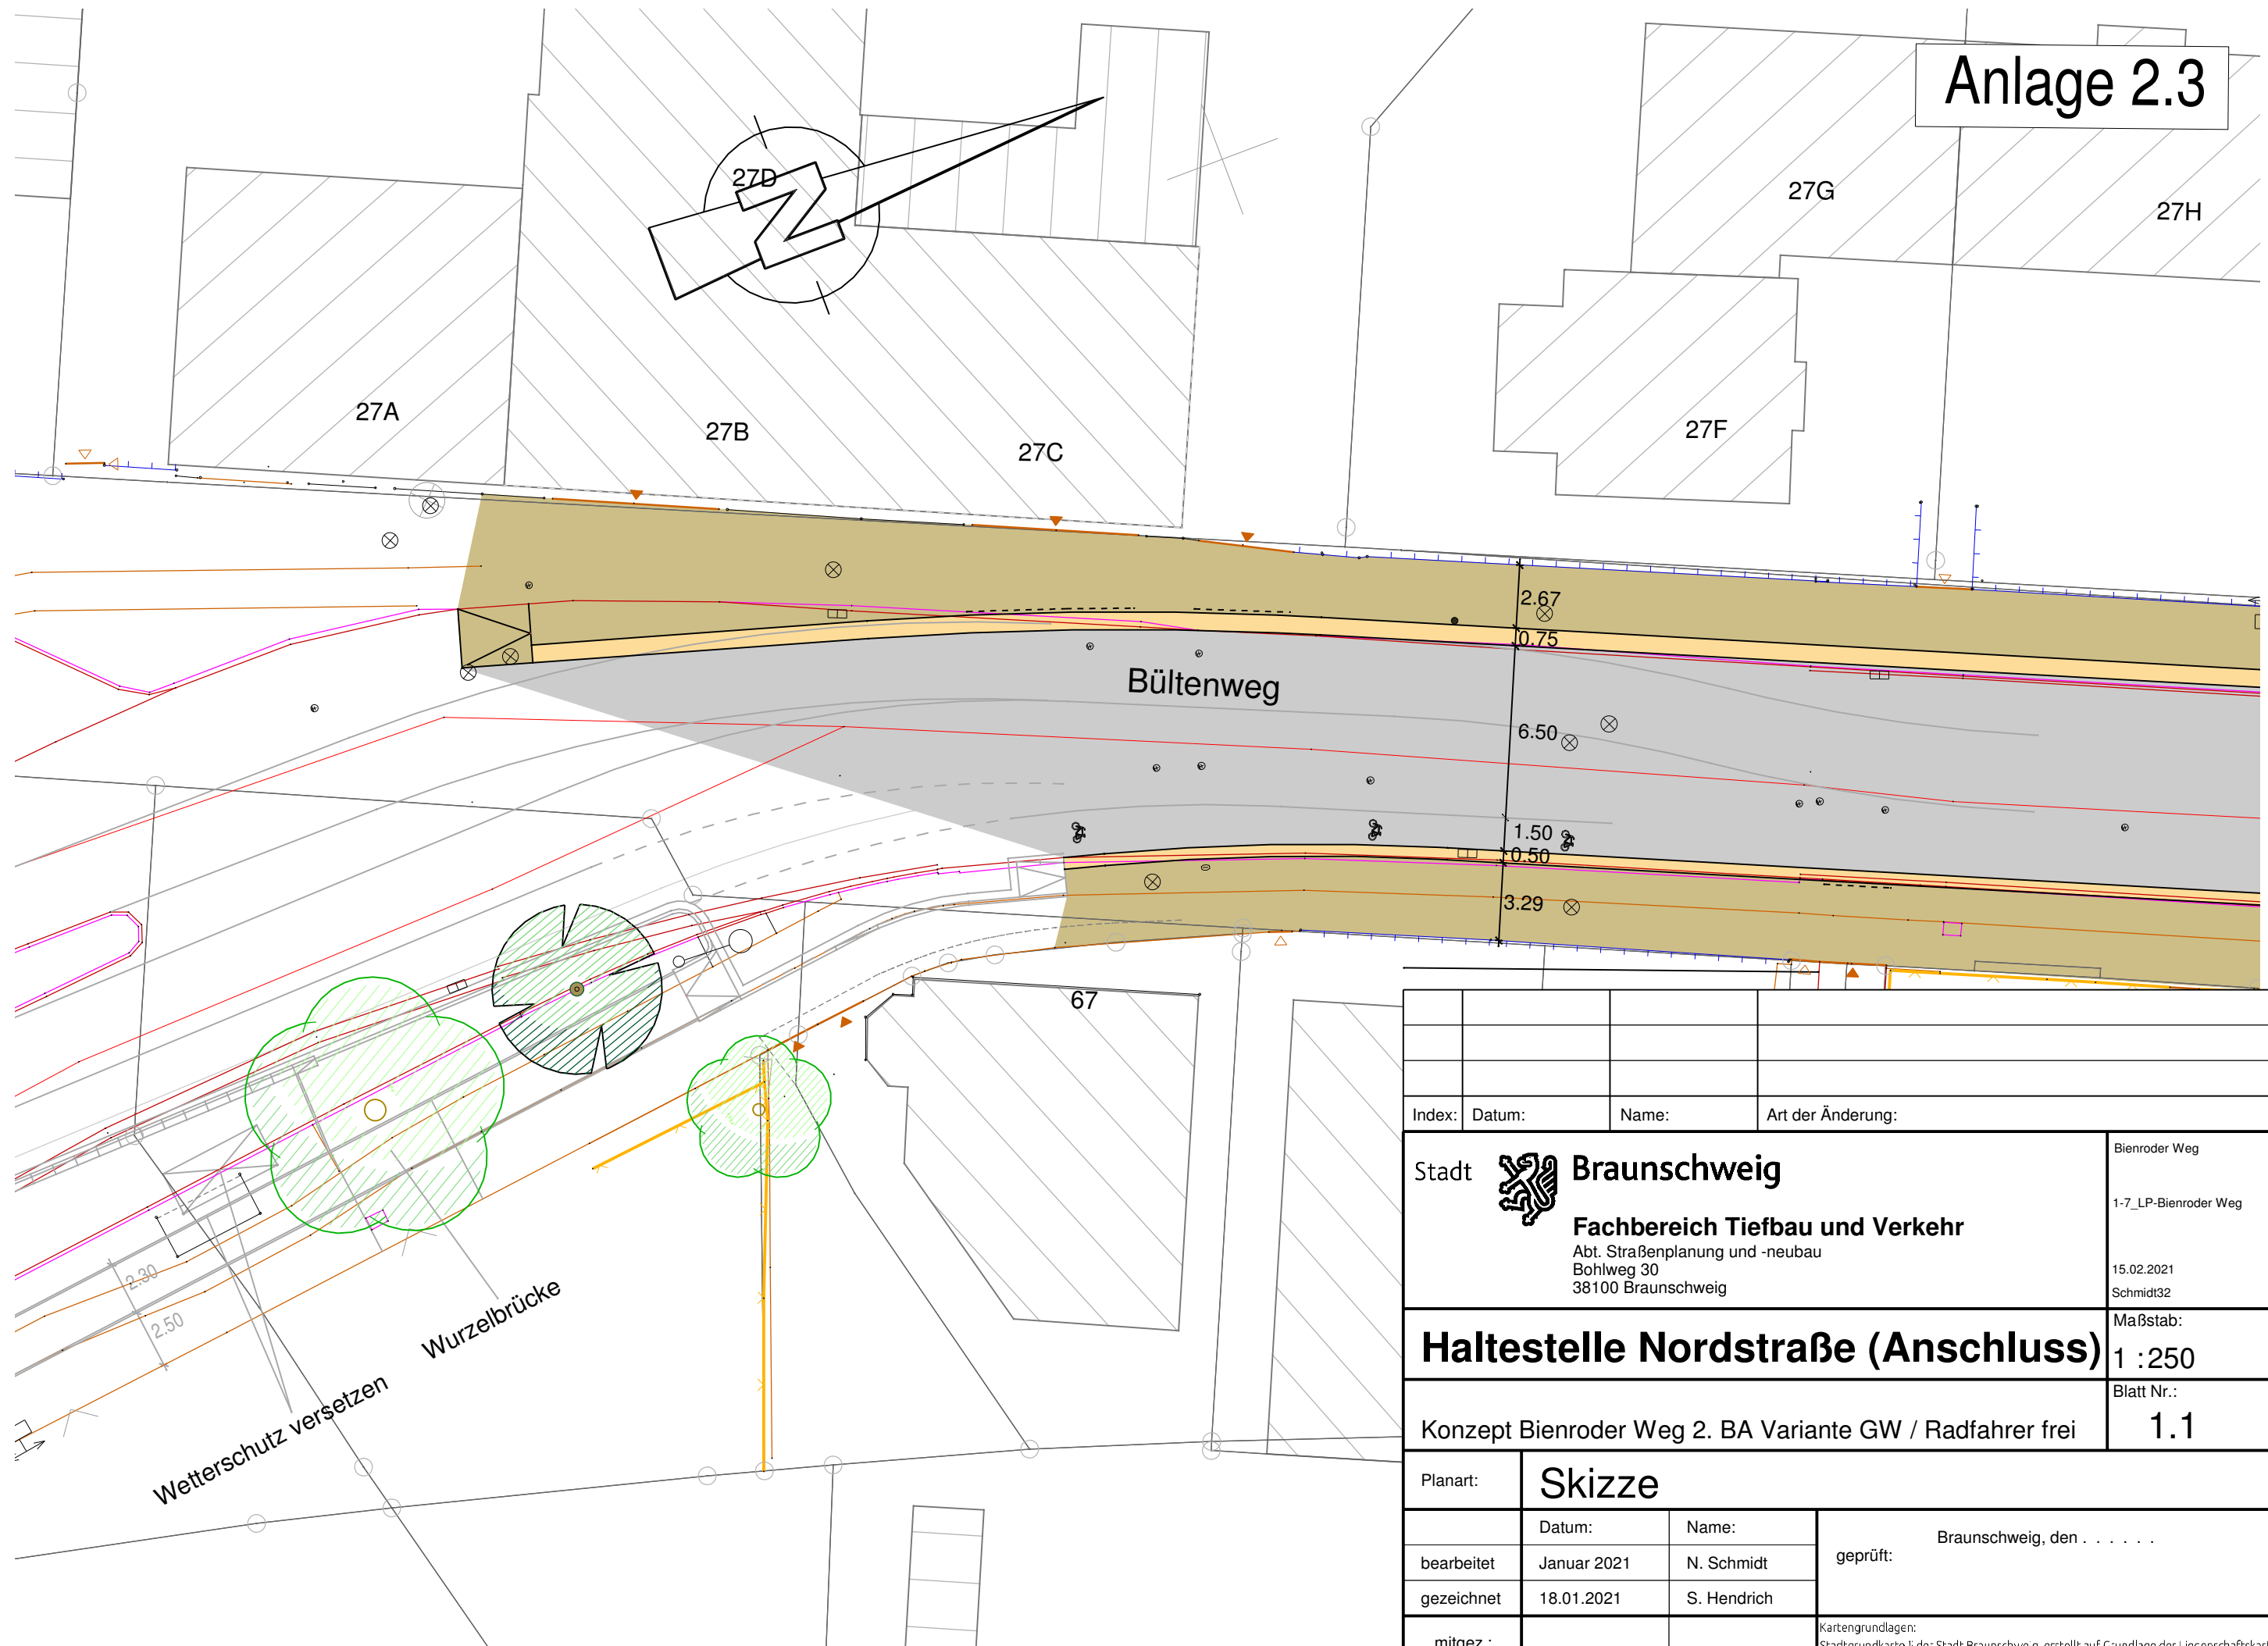 Anlage 2.3
27D
27G
27H
27A
27B
27C
27F
2.67
0.75
Bültenweg
6.50
1.50
0.50
3.29
67
2.30
2.50
Wurzelbrücke
Wetterschutz versetzen
Index: Datum: Name: Art der Änderung:
Stadt Braunschweig
Fachbereich Tiefbau und Verkehr
Abt. Straßenplanung und -neubau
Bohlweg 30
38100 Braunschweig
Bienroder Weg
1-7_LP-Bienroder Weg
15.02.2021
Schmidt32
Haltestelle Nordstraße (Anschluss)
Maßstab:
1 :250
Konzept Bienroder Weg 2. BA Variante GW / Radfahrer frei
Blatt Nr.:
1.1
Planart: Skizze
Datum: Name:
bearbeitet Januar 2021 N. Schmidt
gezeichnet 18.01.2021 S. Hendrich
geprüft:
Braunschweig, den . . . . . .
mitgez.:
Kartengrundlagen: